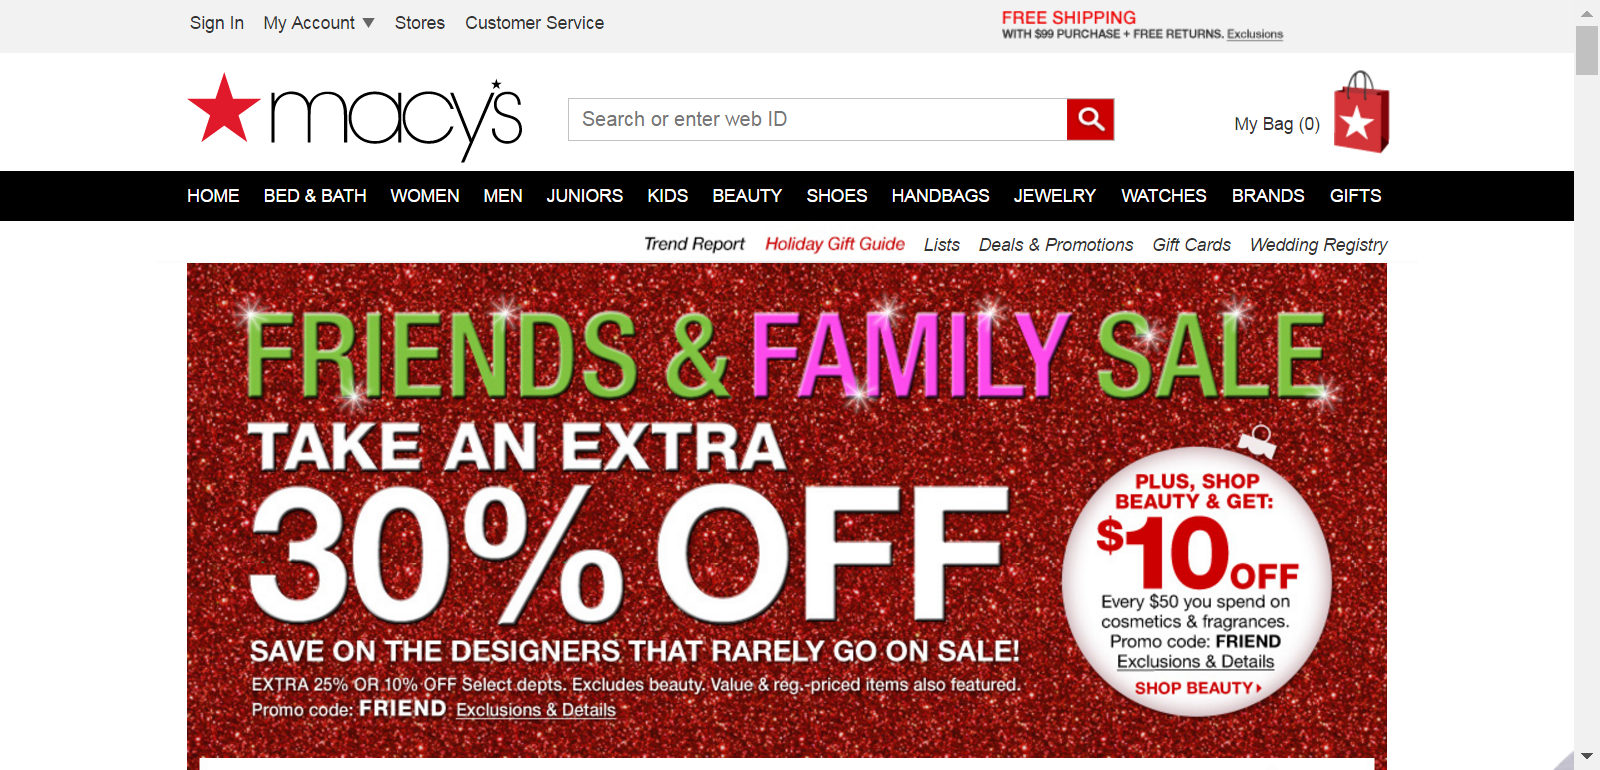 Sign In My Account Stores Customer Service
FREE SHIPPING
WITH $99 PURCHASE + FREE RETURNS. Exclusions
macy's
Search or enter web ID
My Bag (0)
HOME BED & BATH WOMEN MEN JUNIORS KIDS BEAUTY SHOES HANDBAGS JEWELRY WATCHES BRANDS GIFTS
Trend Report Holiday Gift Guide Lists Deals & Promotions Gift Cards Wedding Registry
FRIENDS & FAMILY SALE
TAKE AN EXTRA
30% OFF
SAVE ON THE DESIGNERS THAT RARELY GO ON SALE!
EXTRA 25% OR 10% OFF Select depts. Excludes beauty. Value & reg.-priced items also featured.
Promo code: FRIEND Exclusions & Details
PLUS, SHOP
BEAUTY & GET:
$10 OFF
Every $50 you spend on
cosmetics & fragrances.
Promo code: FRIEND
Exclusions & Details
SHOP BEAUTY